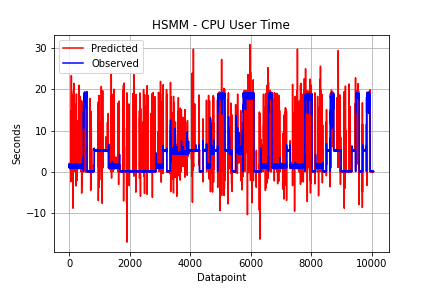 HSMM - CPU User Time
Predicted
Observed
30
20
10
0
−10
Seconds
0
2000
4000
6000
8000
10000
Datapoint